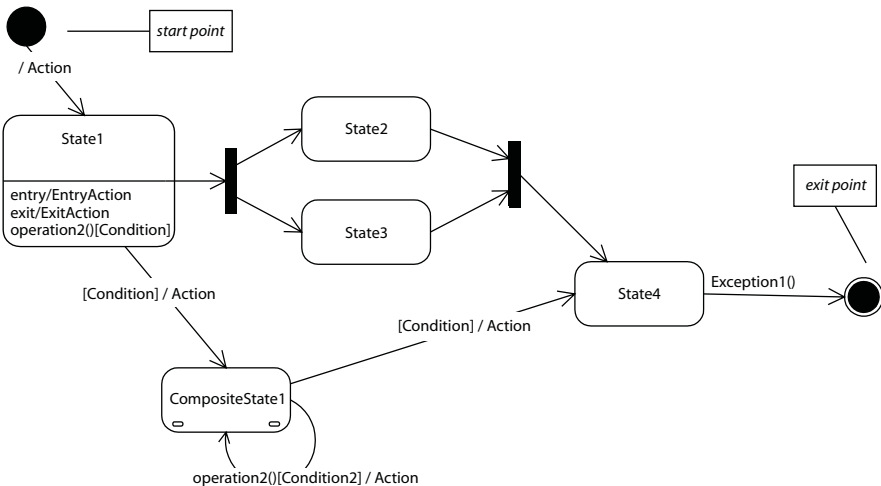 start point
/ Action
State1
entry/EntryAction
exit/ExitAction
operation2()[Condition]
State2
State3
exit point
State4
Exception1()
[Condition] / Action
[Condition] / Action
CompositeState1
operation2()[Condition2] / Action